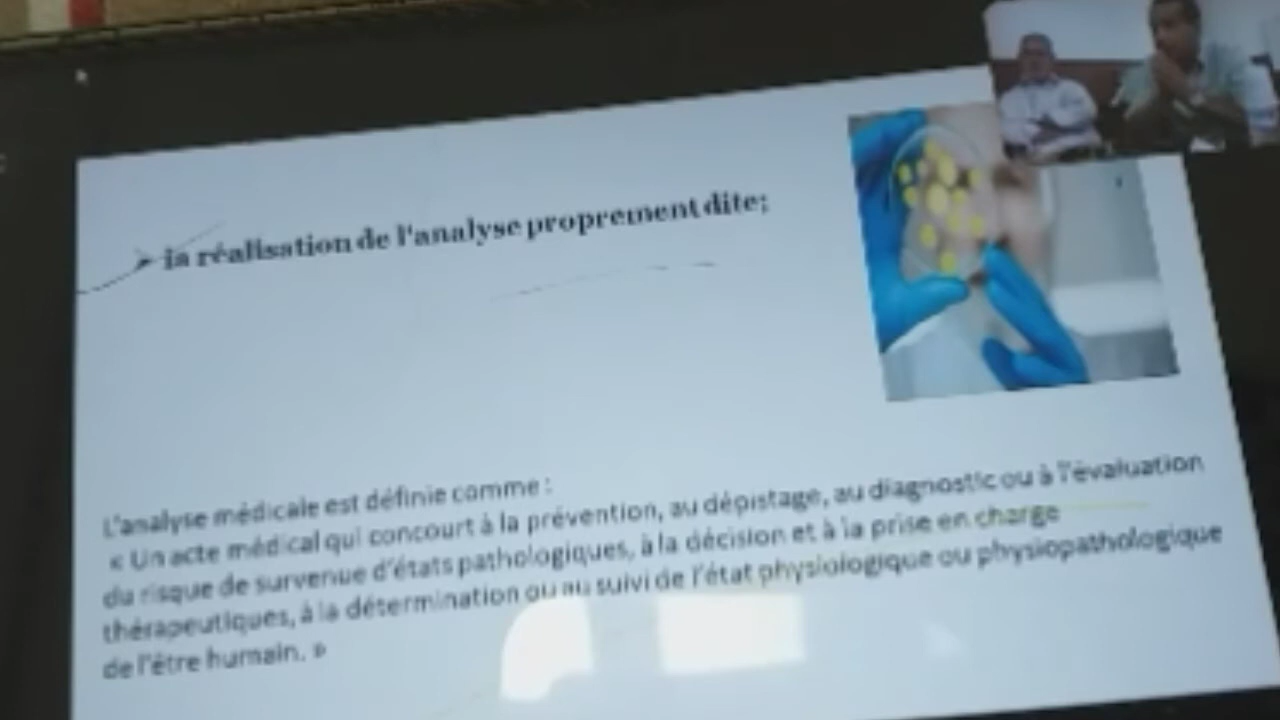 ➤ la réalisation de l'analyse proprement dite;
L'analyse médicale est définie comme :
« Un acte médical qui concourt à la prévention, au dépistage, au diagnostic ou à l'évaluation
du risque de survenue d'états pathologiques, à la décision et à la prise en charge
thérapeutiques, à la détermination ou au suivi de l'état physiologique ou physiopathologique
de l'être humain. »